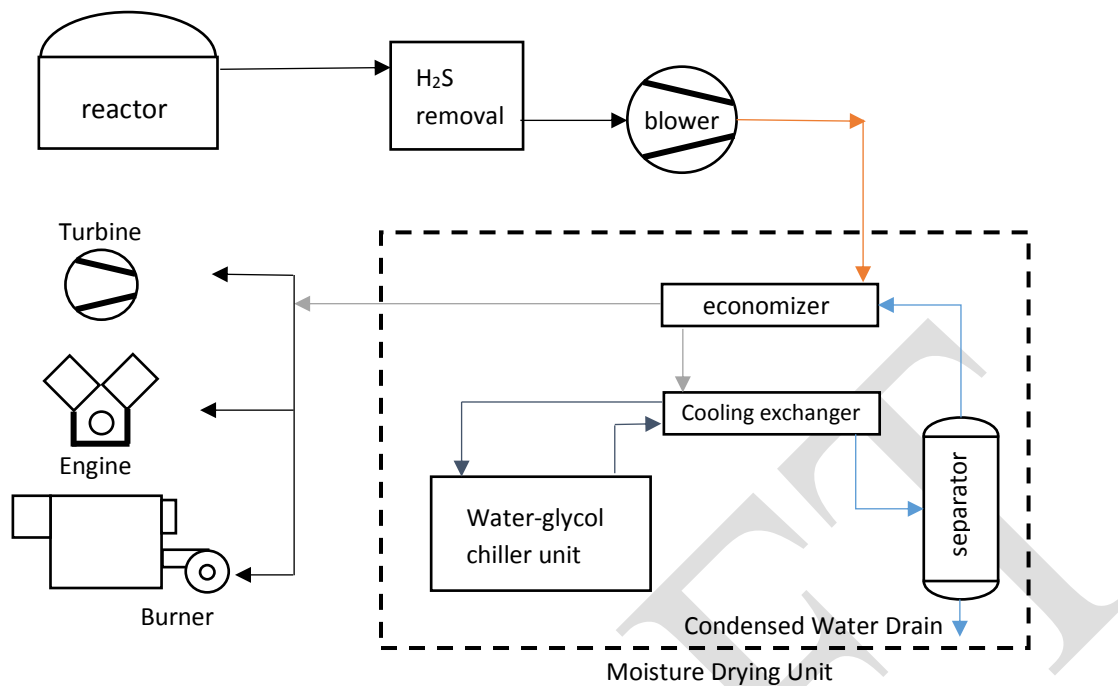 reactor
H₂S
removal
blower
Turbine
economizer
Cooling exchanger
Engine
Water-glycol
chiller unit
separator
Burner
Condensed Water Drain
Moisture Drying Unit